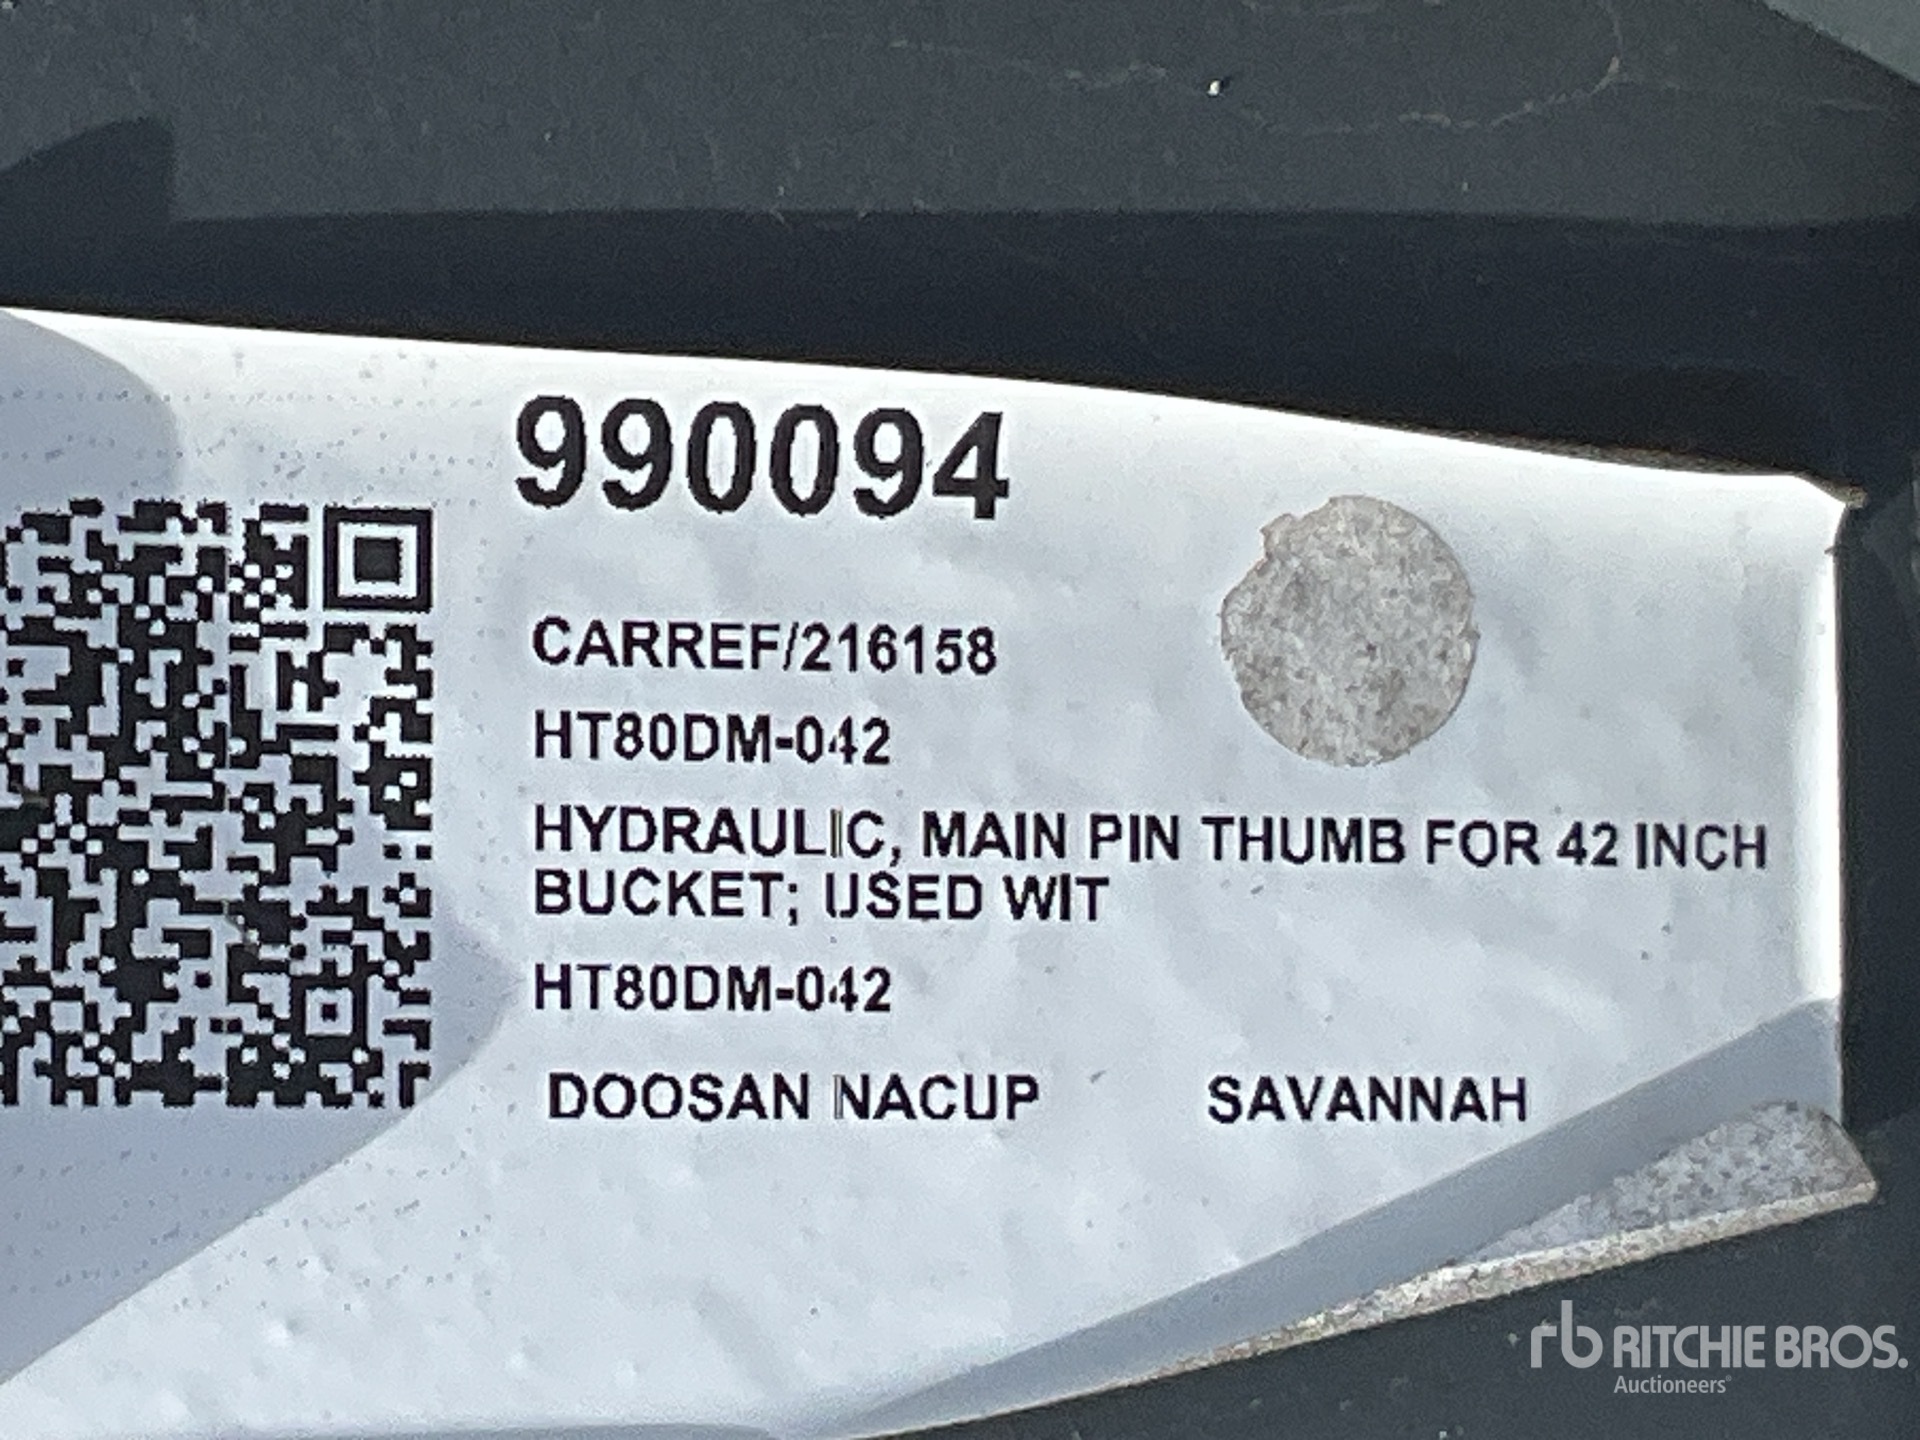 990094
CARREF/216158
HT80DM-042
HYDRAULIC, MAIN PIN THUMB FOR 42 INCH
BUCKET; USED WIT
HT80DM-042
DOOSAN NACUP SAVANNAH
rb RITCHIE BROS.
Auctioneers